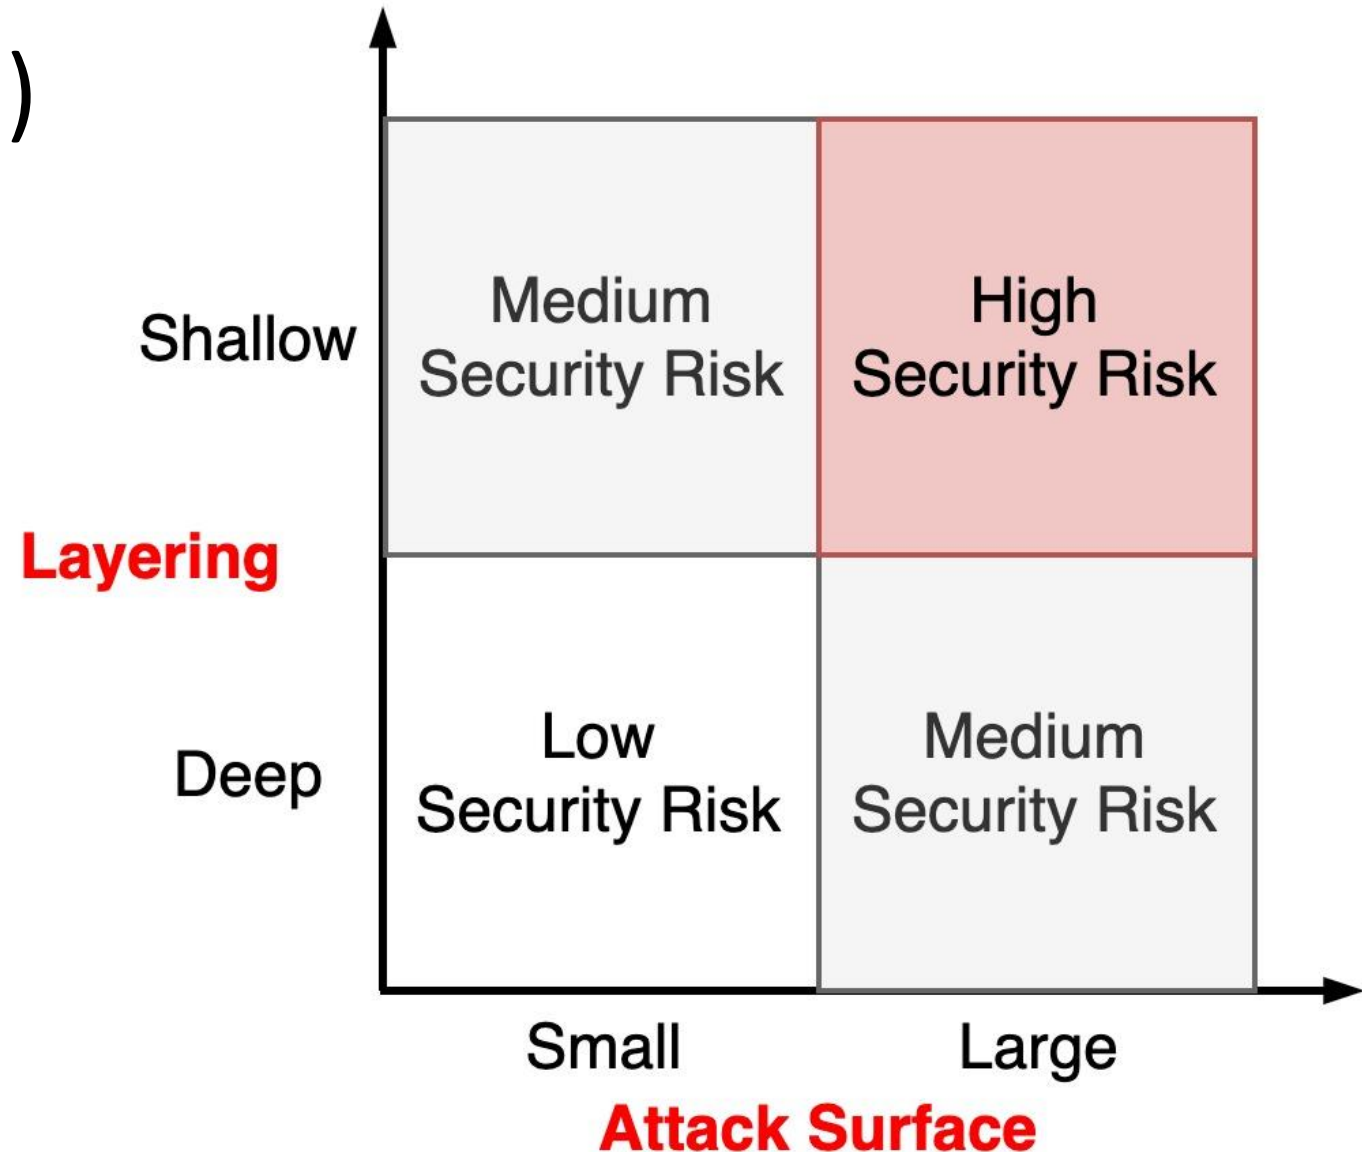 )
Medium
Security Risk
High
Security Risk
Shallow
Layering
Low
Security Risk
Medium
Security Risk
Deep
Small
Large
Attack Surface